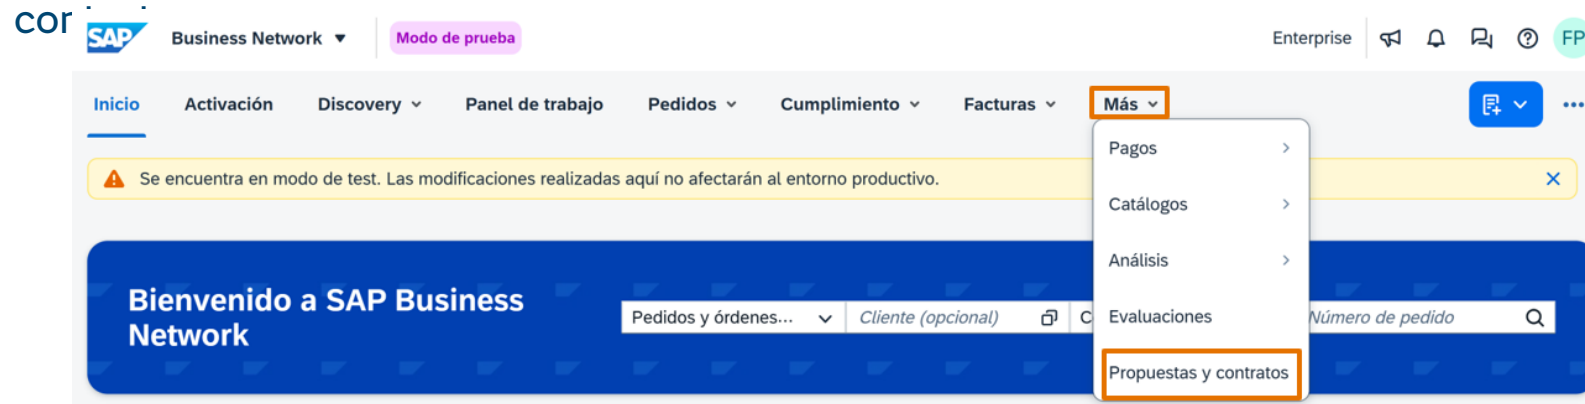 SAP Business Network Modo de prueba Enterprise FP
Inicio Activación Discovery Panel de trabajo Pedidos Cumplimiento Facturas Más
Pagos
Se encuentra en modo de test. Las modificaciones realizadas aquí no afectarán al entorno productivo.
Catálogos
Análisis
Bienvenido a SAP Business
Network
Pedidos y órdenes... Cliente (opcional) C Evaluaciones Número de pedido
Propuestas y contratos